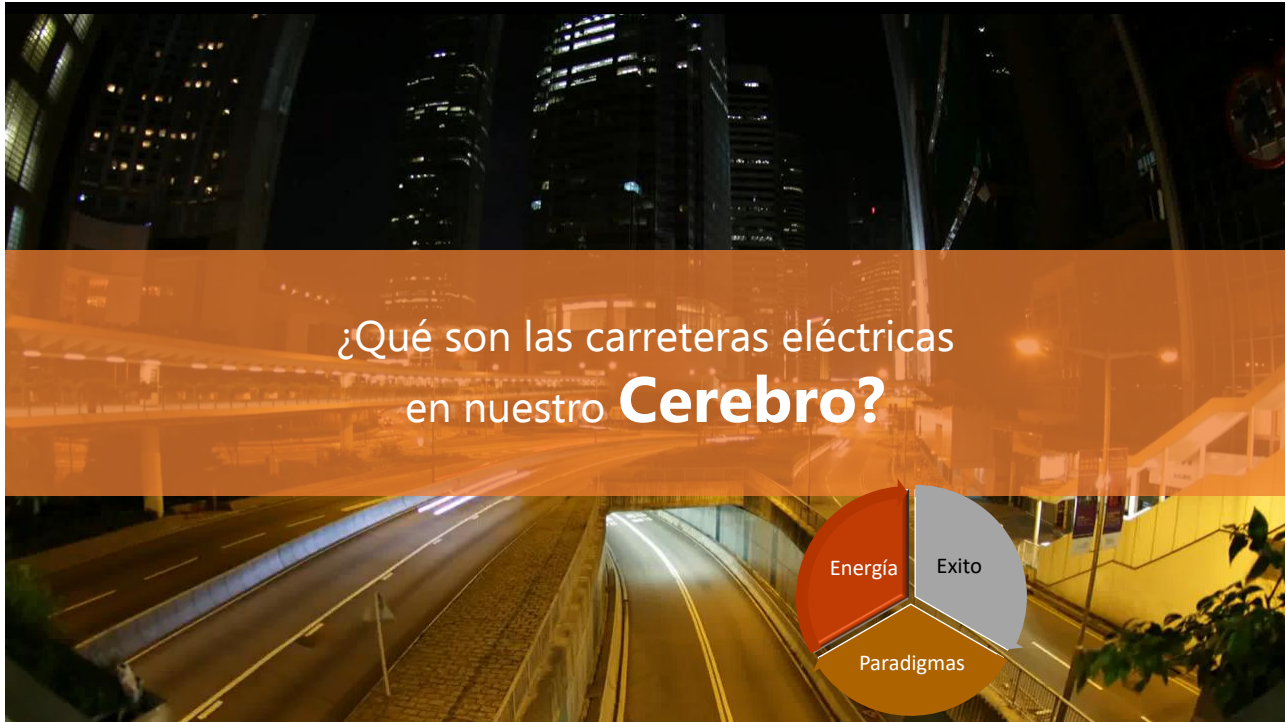 ¿Qué son las carreteras eléctricas
en nuestro Cerebro?
Energía
Exito
Paradigmas